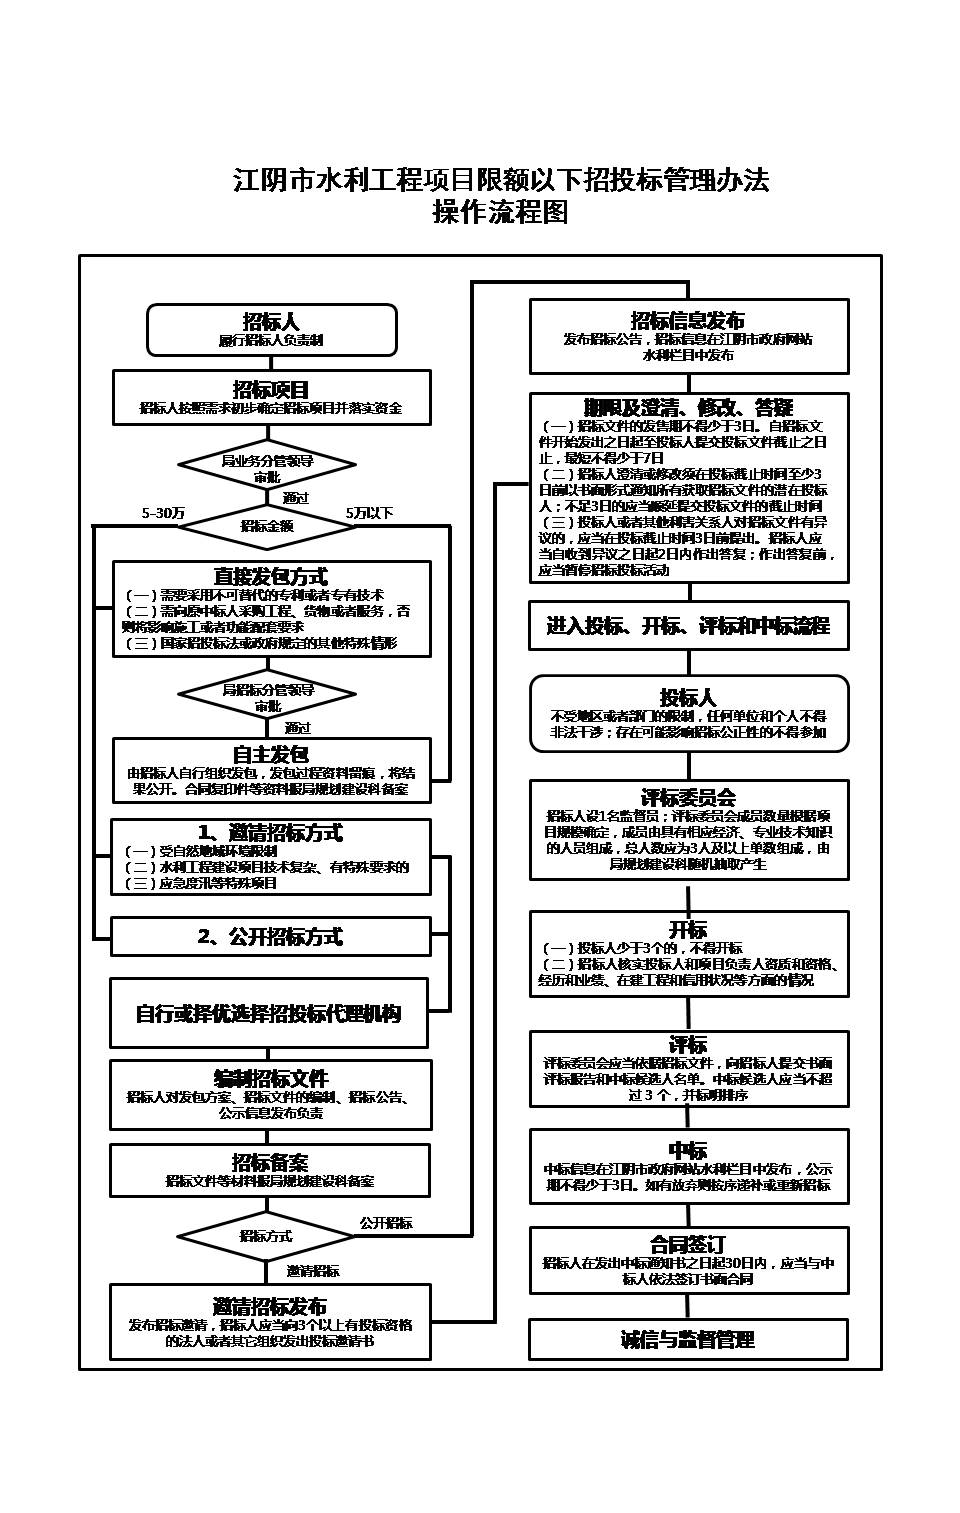 江阴市水利工程项目限额以下招投标管理办法
操作流程图
招标人
履行招标人负责制
招标项目
招标人按照需求初步确定招标项目并落实资金
局业务分管领导
审批
通过
5-30万
招标金额
5万以下
直接发包方式
（一）需要采用不可替代的专利或者专有技术
（二）需向原中标人采购工程、货物或者服务，否
则将影响施工或者功能配套要求
（三）国家招投标法或政府规定的其他特殊情形
局招标分管领导
审批
通过
自主发包
由招标人自行组织发包，发包过程资料留痕，将结
果公开。合同复印件等资料报局规划建设科备案
1、邀请招标方式
（一）受自然地域环境限制
（二）水利工程建设项目技术复杂、有特殊要求的
（三）应急度汛等特殊项目
2、公开招标方式
自行或择优选择招投标代理机构
编制招标文件
招标人对发包方案、招标文件的编制、招标公告、
公示信息发布负责
招标备案
招标文件等材料报局规划建设科备案
招标方式
公开招标
邀请招标
邀请招标发布
发布招标邀请，招标人应当向3个以上有投标资格
的法人或者其它组织发出投标邀请书
招标信息发布
发布招标公告，招标信息在江阴市政府网站
水利栏目中发布
期限及澄清、修改、答疑
（一）招标文件的发售期不得少于3日。自招标文
件开始发出之日起至投标人提交投标文件截止之日
止，最短不得少于7日
（二）招标人澄清或修改须在投标截止时间至少3
日前以书面形式通知所有获取招标文件的潜在投标
人；不足3日的应当顺延提交投标文件的截止时间
（三）投标人或者其他利害关系人对招标文件有异
议的，应当在投标截止时间3日前提出。招标人应
当自收到异议之日起2日内作出答复；作出答复前，
应当暂停招标投标活动
进入投标、开标、评标和中标流程
投标人
不受地区或者部门的限制，任何单位和个人不得
非法干涉；存在可能影响招标公正性的不得参加
评标委员会
招标人设1名监督员；评标委员会成员数量根据项
目规模确定，成员由具有相应经济、专业技术知识
的人员组成，总人数应为3人及以上单数组成，由
局规划建设科随机抽取产生
开标
（一）投标人少于3个的，不得开标
（二）招标人核实投标人和项目负责人资质和资格、
经历和业绩、在建工程和信用状况等方面的情况
评标
评标委员会应当依据招标文件，向招标人提交书面
评标报告和中标候选人名单。中标候选人应当不超
过 3 个，并标明排序
中标
中标信息在江阴市政府网站水利栏目中发布，公示
期不得少于3日。如有放弃则按序递补或重新招标
合同签订
招标人在发出中标通知书之日起30日内，应当与中
标人依法签订书面合同
诚信与监督管理